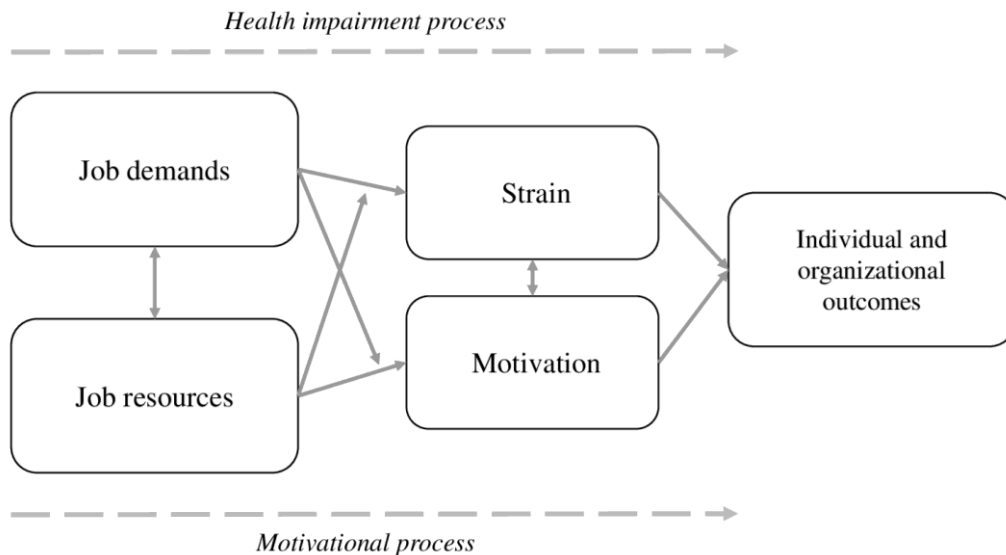 Health impairment process
Job demands
Strain
Individual and
organizational
outcomes
Job resources
Motivation
Motivational process